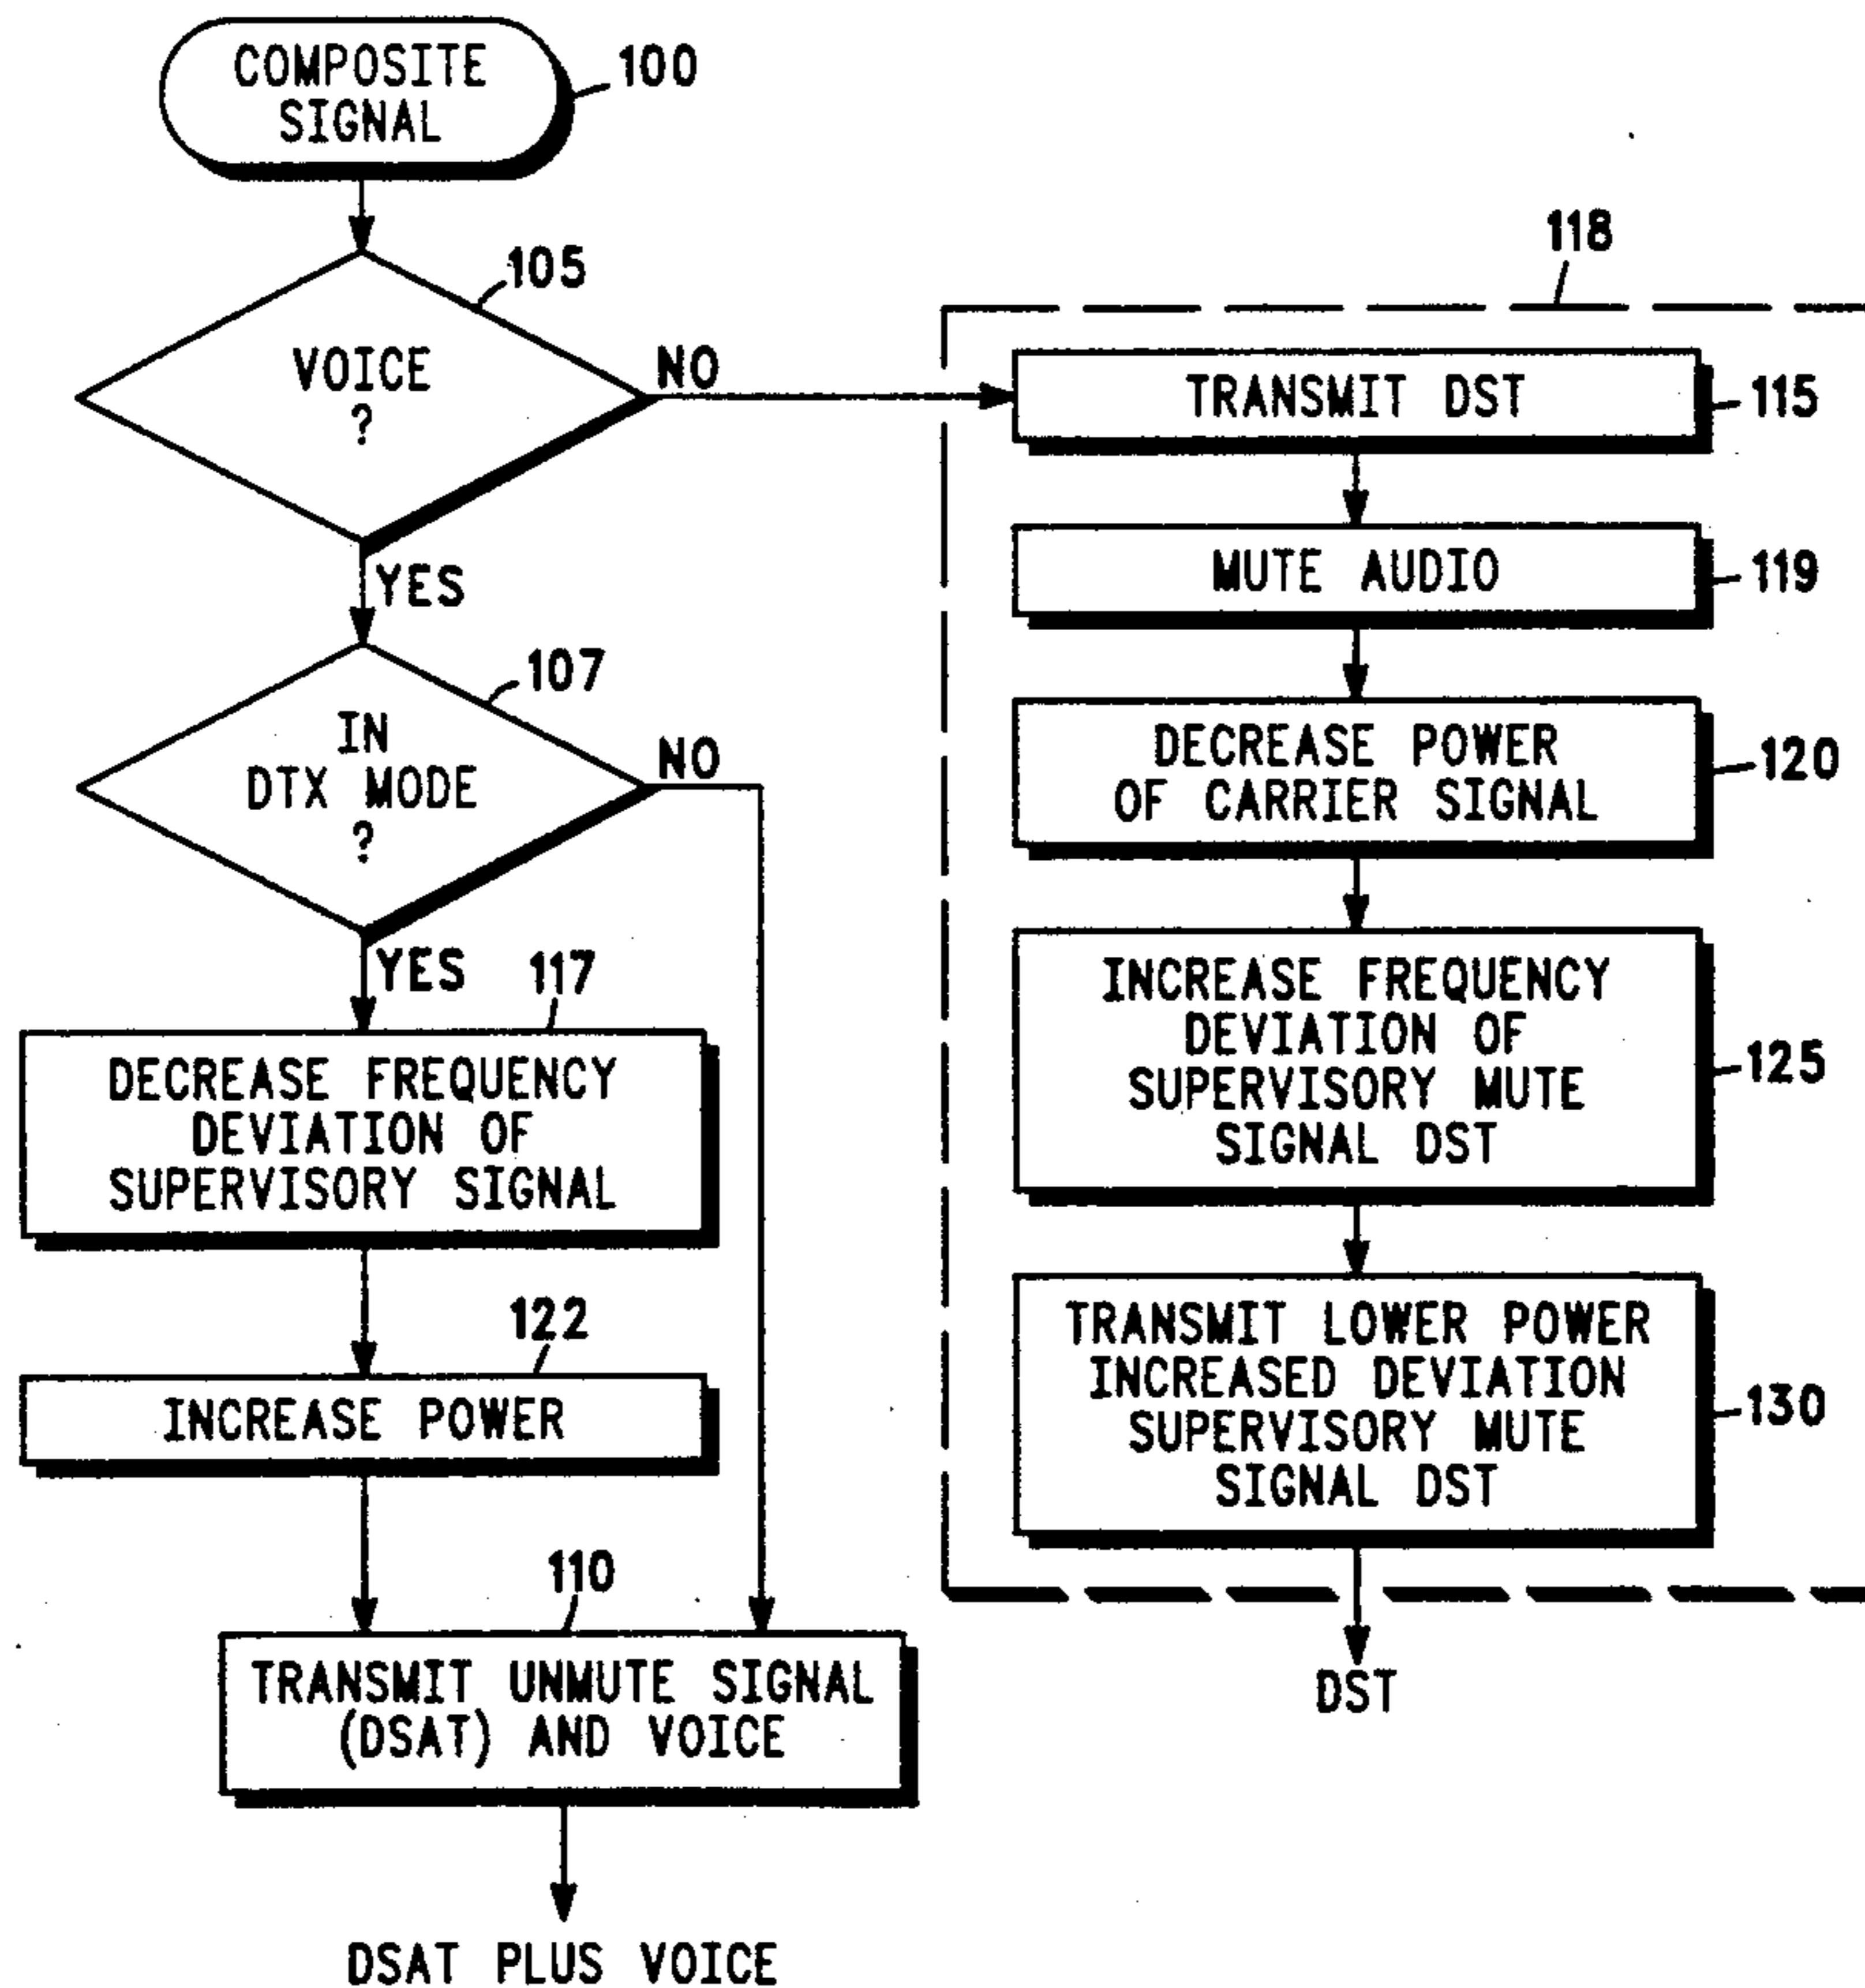 COMPOSITE
SIGNAL
100
105
VOICE
?
NO
YES
107
IN
DTX MODE
?
NO
YES
117
DECREASE FREQUENCY
DEVIATION OF
SUPERVISORY SIGNAL
122
INCREASE POWER
110
TRANSMIT UNMUTE SIGNAL
(DSAT) AND VOICE
DSAT PLUS VOICE
118
TRANSMIT DST
115
MUTE AUDIO
119
DECREASE POWER
OF CARRIER SIGNAL
120
INCREASE FREQUENCY
DEVIATION OF
SUPERVISORY MUTE
SIGNAL DST
125
TRANSMIT LOWER POWER
INCREASED DEVIATION
SUPERVISORY MUTE
SIGNAL DST
130
DST